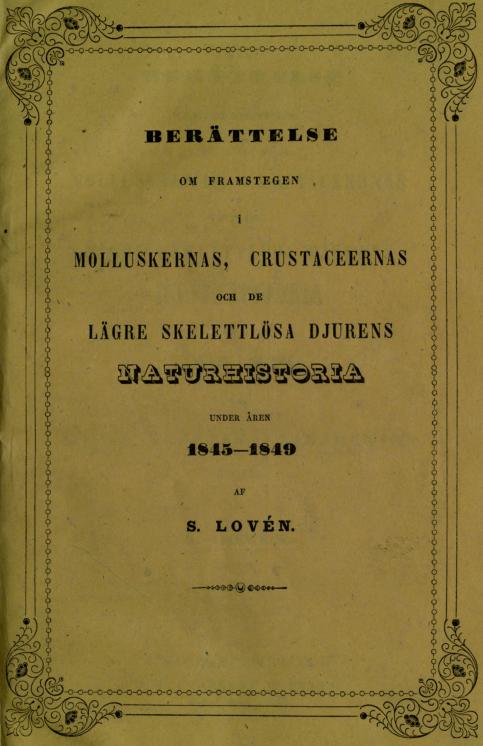 BERÄTTELSE
OM FRAMSTEGEN
i
MOLLUSKERNAS, CRUSTACEERNAS
OCH DE
LÄGRE SKELETTLÖSA DJURENS
NATURHISTORIA
UNDER ÅREN
1845—1849
AF
S. LOVÉN.